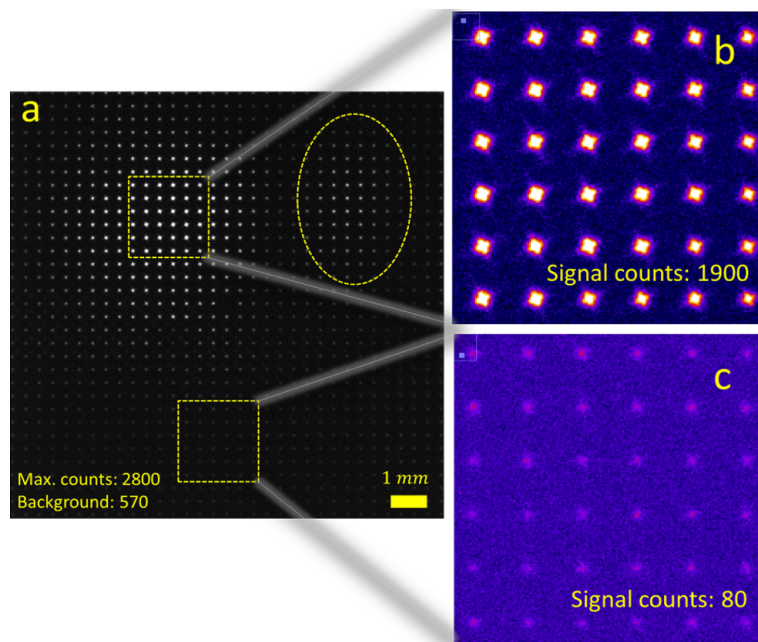 a
Max. counts: 2800
Background: 570
1 mm
b
Signal counts: 1900
c
Signal counts: 80